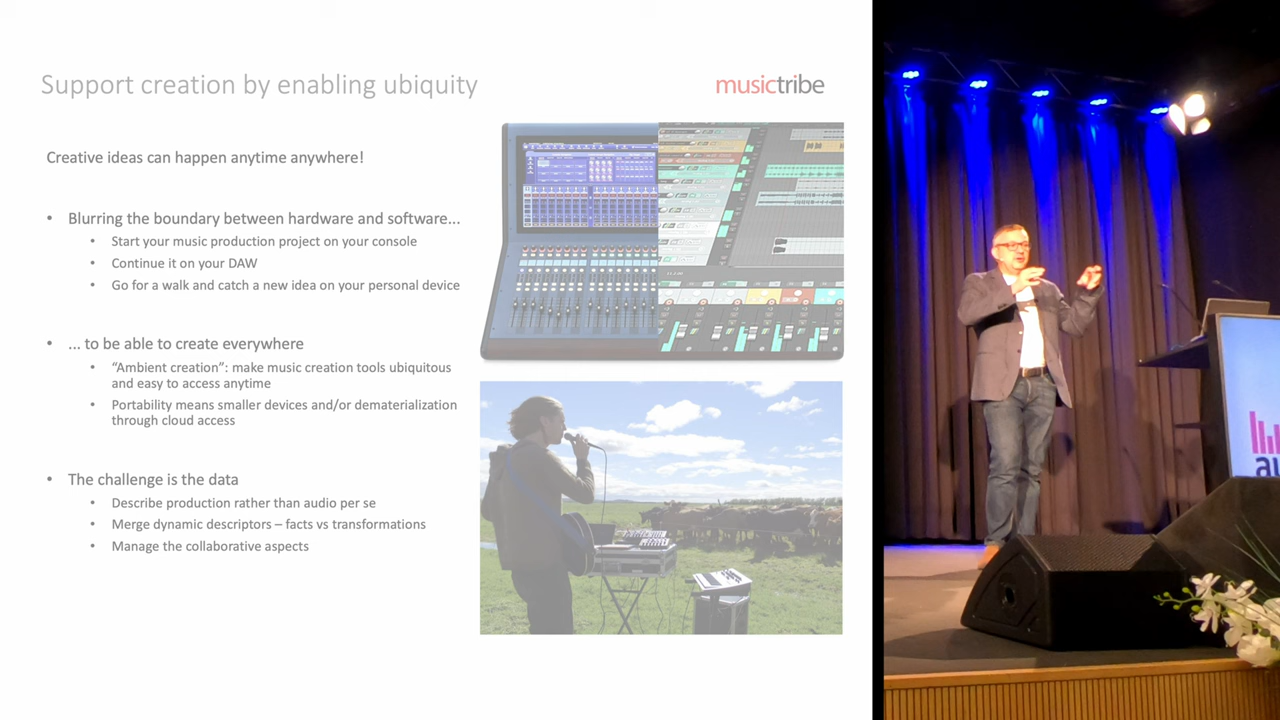 Support creation by enabling ubiquity
musictribe
Creative ideas can happen anytime anywhere!
• Blurring the boundary between hardware and software...
• Start your music production project on your console
• Continue it on your DAW
• Go for a walk and catch a new idea on your personal device
• ... to be able to create everywhere
• “Ambient creation”: make music creation tools ubiquitous
and easy to access anytime
• Portability means smaller devices and/or dematerialization
through cloud access
• The challenge is the data
• Describe production rather than audio per se
• Merge dynamic descriptors – facts vs transformations
• Manage the collaborative aspects